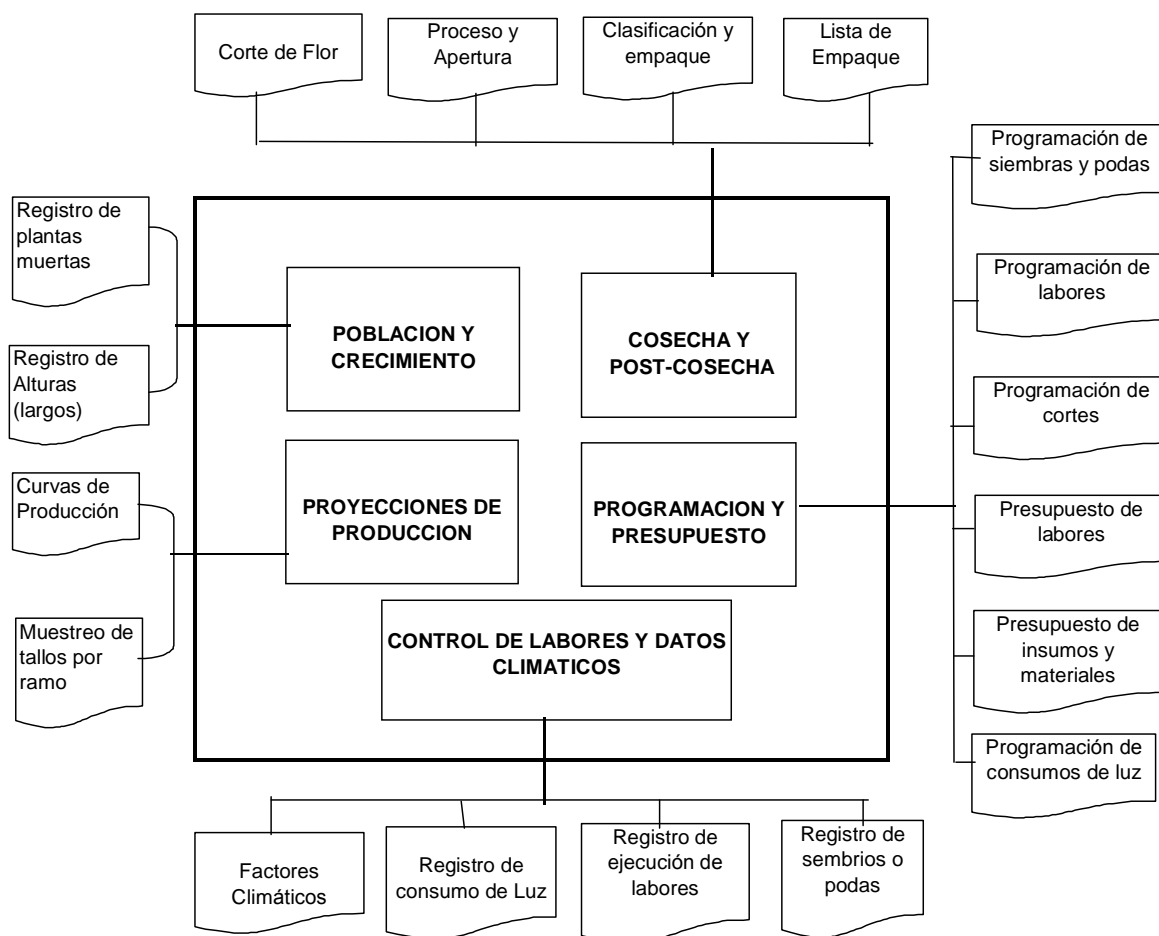 Corte de Flor
Proceso y
Apertura
Clasificación y
empaque
Lista de
Empaque
Registro de
plantas
muertas
Registro de
Alturas
(largos)
Curvas de
Producción
Muestreo de
tallos por
ramo
POBLACION Y
CRECIMIENTO
COSECHA Y
POST-COSECHA
PROYECCIONES DE
PRODUCCION
PROGRAMACION Y
PRESUPUESTO
CONTROL DE LABORES Y DATOS
CLIMATICOS
Programación de
siembras y podas
Programación de
labores
Programación de
cortes
Presupuesto de
labores
Presupuesto de
insumos y
materiales
Programación de
consumos de luz
Factores
Climáticos
Registro de
consumo de Luz
Registro de
ejecución de
labores
Registro de
sembrios o
podas